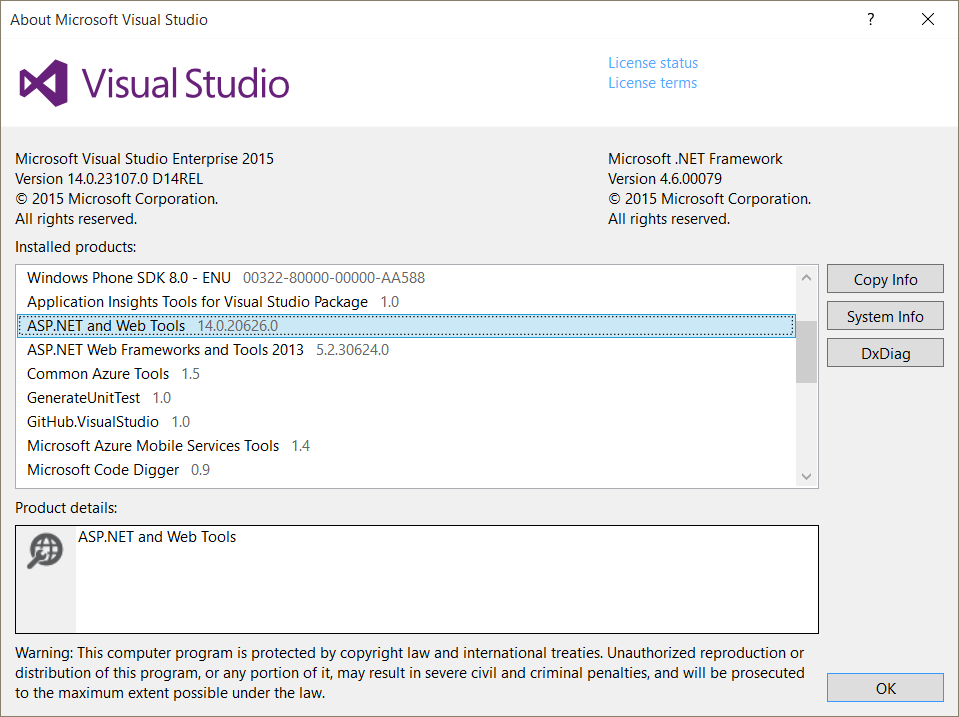 About Microsoft Visual Studio
?
Visual Studio
License status
License terms
Microsoft Visual Studio Enterprise 2015
Version 14.0.23107.0 D14REL
© 2015 Microsoft Corporation.
All rights reserved.
Microsoft .NET Framework
Version 4.6.00079
© 2015 Microsoft Corporation.
All rights reserved.
Installed products:
Windows Phone SDK 8.0 - ENU 00322-80000-00000-AA588
Application Insights Tools for Visual Studio Package 1.0
ASP.NET and Web Tools 14.0.20626.0
ASP.NET Web Frameworks and Tools 2013 5.2.30624.0
Common Azure Tools 1.5
GenerateUnitTest 1.0
GitHub.VisualStudio 1.0
Microsoft Azure Mobile Services Tools 1.4
Microsoft Code Digger 0.9
Copy Info
System Info
DxDiag
Product details:
ASP.NET and Web Tools
Warning: This computer program is protected by copyright law and international treaties. Unauthorized reproduction or
distribution of this program, or any portion of it, may result in severe civil and criminal penalties, and will be prosecuted
to the maximum extent possible under the law.
OK